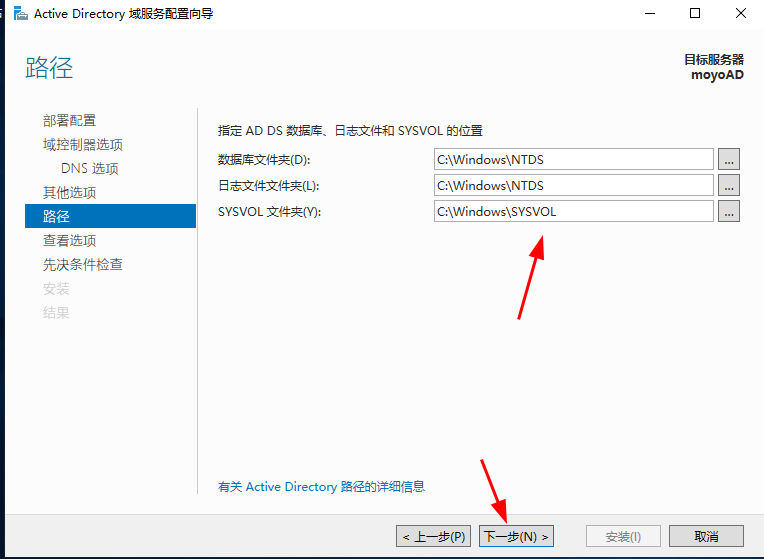 Active Directory 域服务配置向导
路径
目标服务器
moyoAD
部署配置
域控制器选项
DNS 选项
其他选项
路径
查看选项
先决条件检查
安装
结果
指定 AD DS 数据库、日志文件和 SYSVOL 的位置
数据库文件夹(D): C:\Windows\NTDS ...
日志文件文件夹(L): C:\Windows\NTDS ...
SYSVOL 文件夹(Y): C:\Windows\SYSVOL ...
有关 Active Directory 路径的详细信息
< 上一步(P) 下一步(N) > 安装(I) 取消